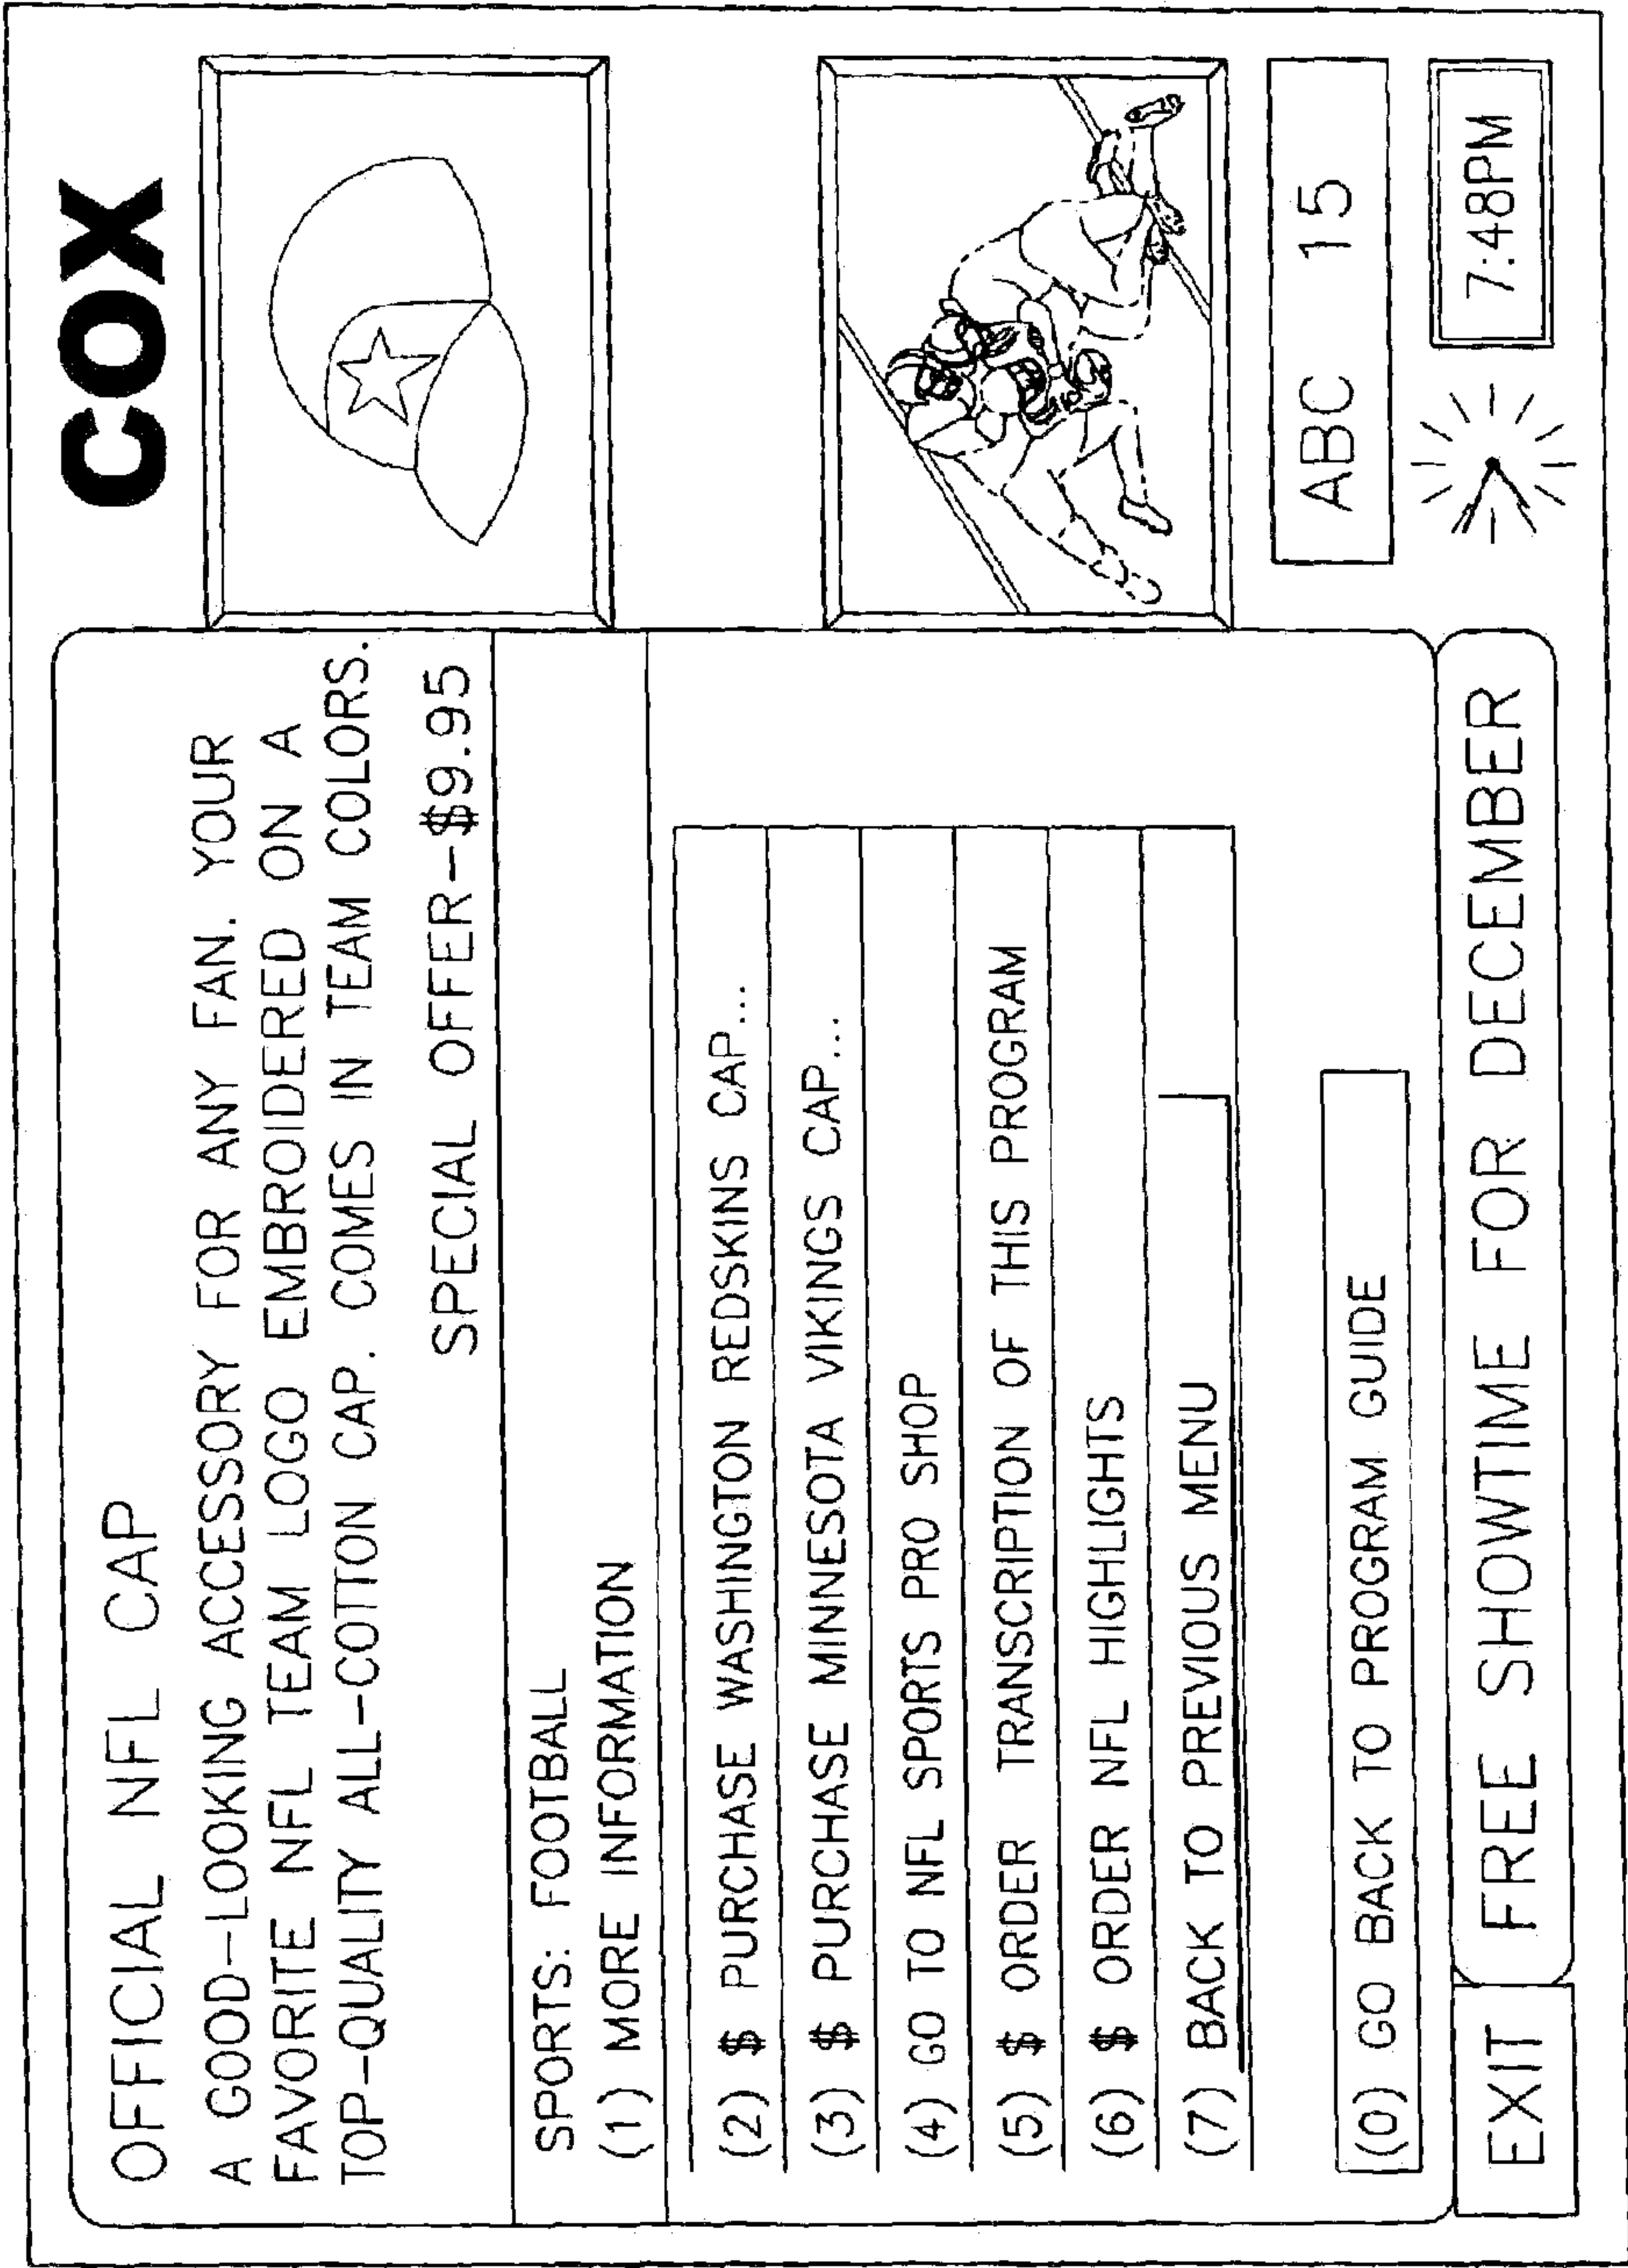 OFFICIAL NFL CAP
A GOOD-LOOKING ACCESSORY FOR ANY FAN. YOUR
FAVORITE NFL TEAM LOGO EMBROIDERED ON A
TOP-QUALITY ALL-COTTON CAP. COMES IN TEAM COLORS.
SPECIAL OFFER-$9.95
SPORTS: FOOTBALL
(1) MORE INFORMATION
(2) $ PURCHASE WASHINGTON REDSKINS CAP...
(3) $ PURCHASE MINNESOTA VIKINGS CAP...
(4) GO TO NFL SPORTS PRO SHOP
(5) $ ORDER TRANSCRIPTION OF THIS PROGRAM
(6) $ ORDER NFL HIGHLIGHTS
(7) BACK TO PREVIOUS MENU
(0) GO BACK TO PROGRAM GUIDE
EXIT
FREE SHOWTIME FOR DECEMBER
COX
ABC 15
7:48PM